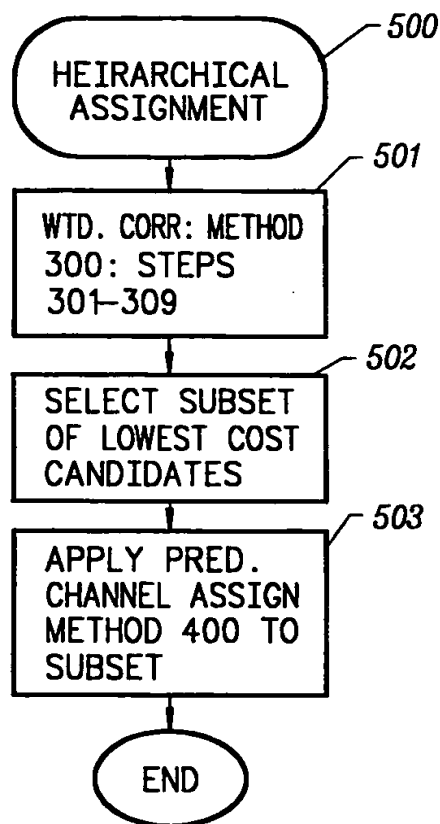 500
HEIRARCHICAL
ASSIGNMENT
501
WTD. CORR: METHOD
300: STEPS
301-309
502
SELECT SUBSET
OF LOWEST COST
CANDIDATES
503
APPLY PRED.
CHANNEL ASSIGN
METHOD 400 TO
SUBSET
END